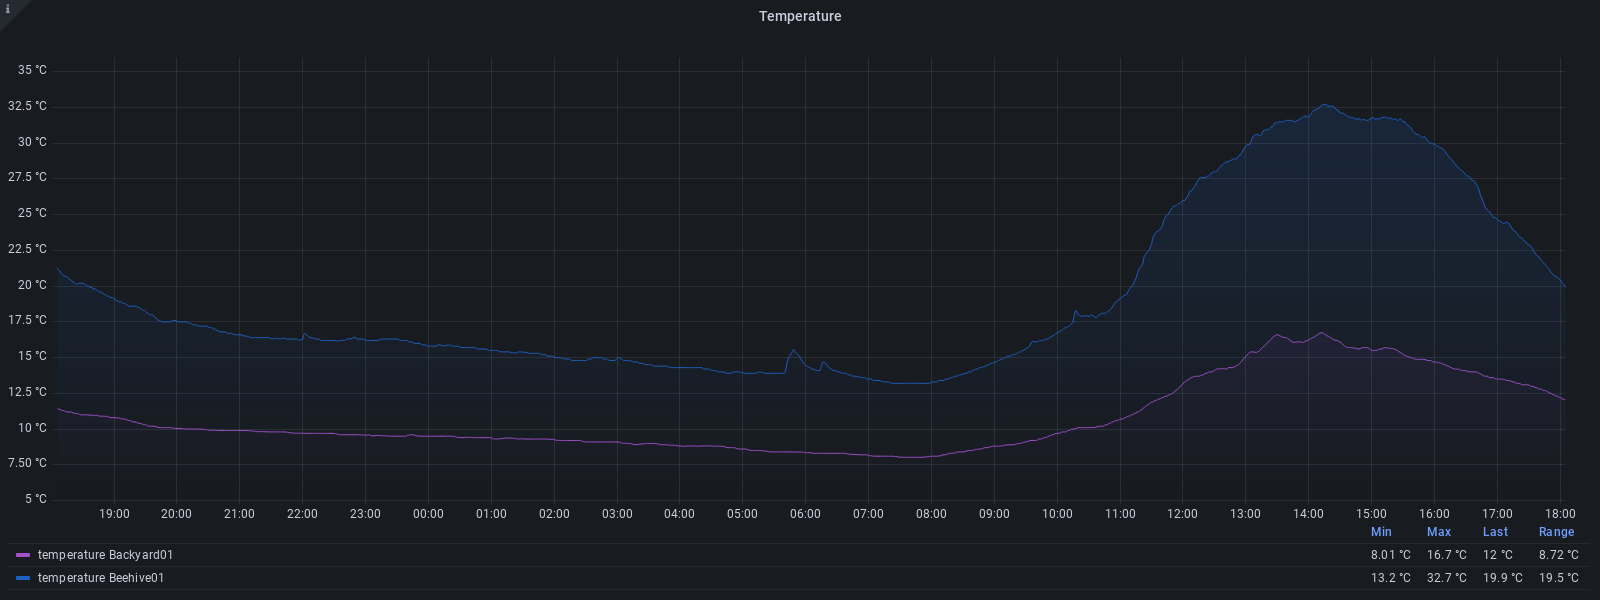 i
Temperature
35 °C
32.5 °C
30 °C
27.5 °C
25 °C
22.5 °C
20 °C
17.5 °C
15 °C
12.5 °C
10 °C
7.50 °C
5 °C
19:00 20:00 21:00 22:00 23:00 00:00 01:00 02:00 03:00 04:00 05:00 06:00 07:00 08:00 09:00 10:00 11:00 12:00 13:00 14:00 15:00 16:00 17:00 18:00
Min Max Last Range
temperature Backyard01 8.01 °C 16.7 °C 12 °C 8.72 °C
temperature Beehive01 13.2 °C 32.7 °C 19.9 °C 19.5 °C